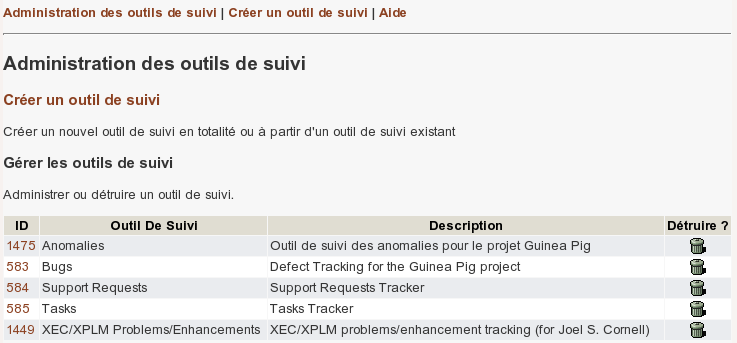 Administration des outils de suivi | Créer un outil de suivi | Aide
Administration des outils de suivi
Créer un outil de suivi
Créer un nouvel outil de suivi en totalité ou à partir d'un outil de suivi existant
Gérer les outils de suivi
Administrer ou détruire un outil de suivi.
ID Outil De Suivi Description Détruire ?
1475 Anomalies Outil de suivi des anomalies pour le projet Guinea Pig
583 Bugs Defect Tracking for the Guinea Pig project
584 Support Requests Support Requests Tracker
585 Tasks Tasks Tracker
1449 XEC/XPLM Problems/Enhancements XEC/XPLM problems/enhancement tracking (for Joel S. Cornell)